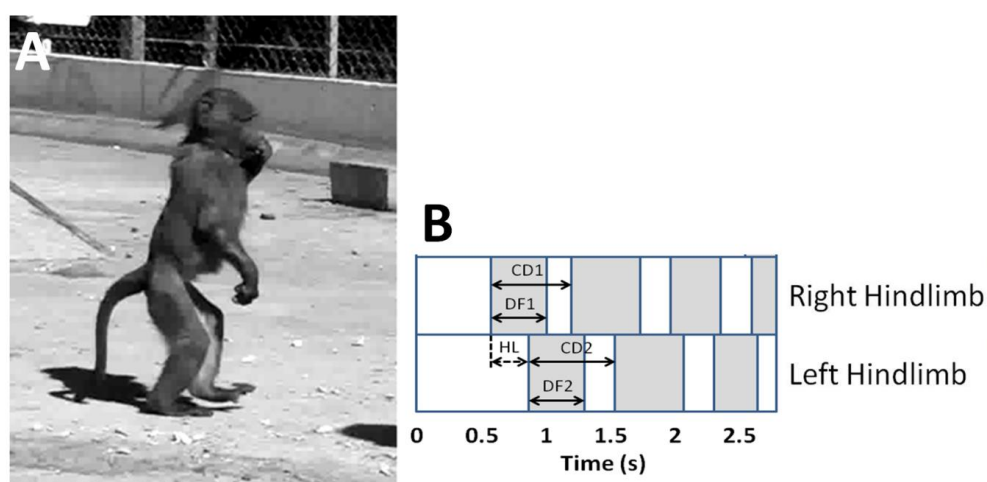 A
B
CD1
DF1
Right Hindlimb
HL
CD2
DF2
Left Hindlimb
0 0.5 1 1.5 2 2.5
Time (s)